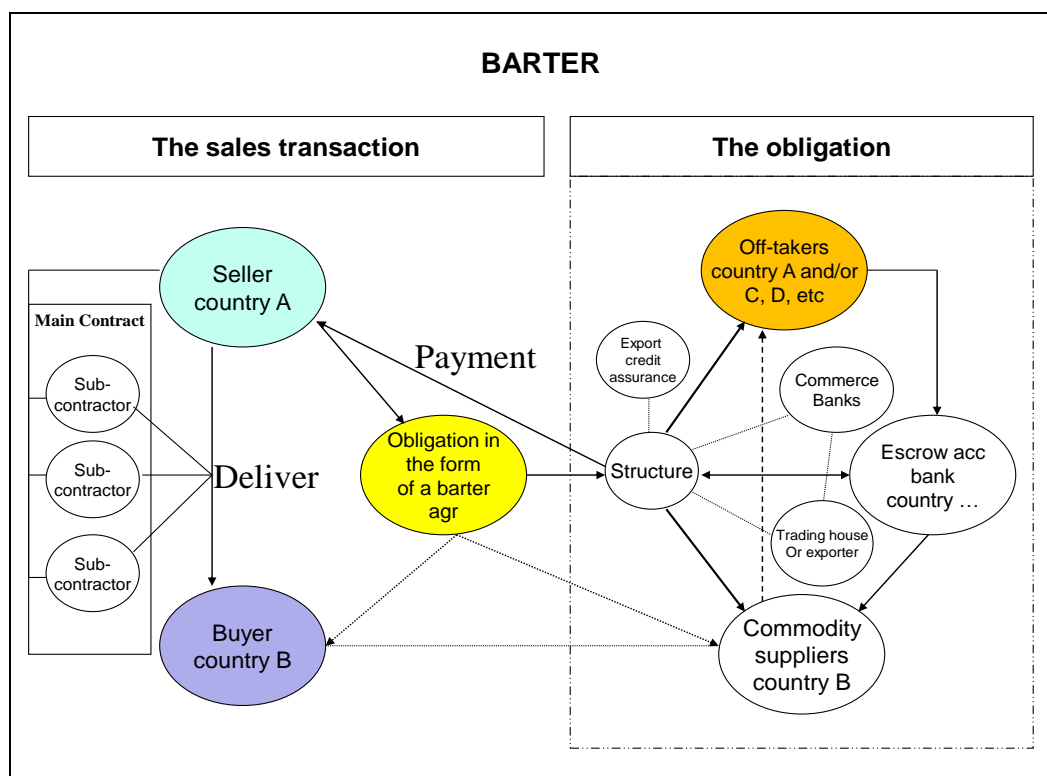 BARTER
The sales transaction
The obligation
Seller
country A
Main Contract
Sub-
contractor
Sub-
contractor
Sub-
contractor
Deliver
Buyer
country B
Payment
Obligation in
the form
of a barter
agr
Off-takers
country A and/or
C, D, etc
Export
credit
assurance
Commerce
Banks
Structure
Escrow acc
bank
country …
Trading house
Or exporter
Commodity
suppliers
country B